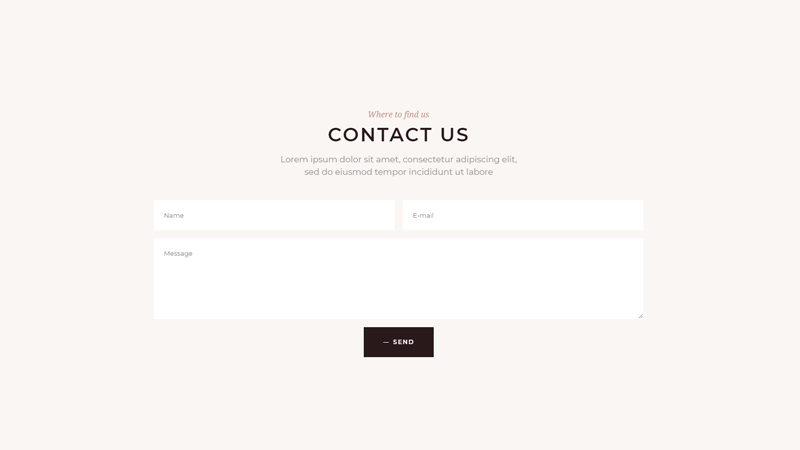 Where to find us
CONTACT US
Lorem ipsum dolor sit amet, consectetur adipiscing elit,
sed do eiusmod tempor incididunt ut labore
Name
E-mail
Message
— SEND